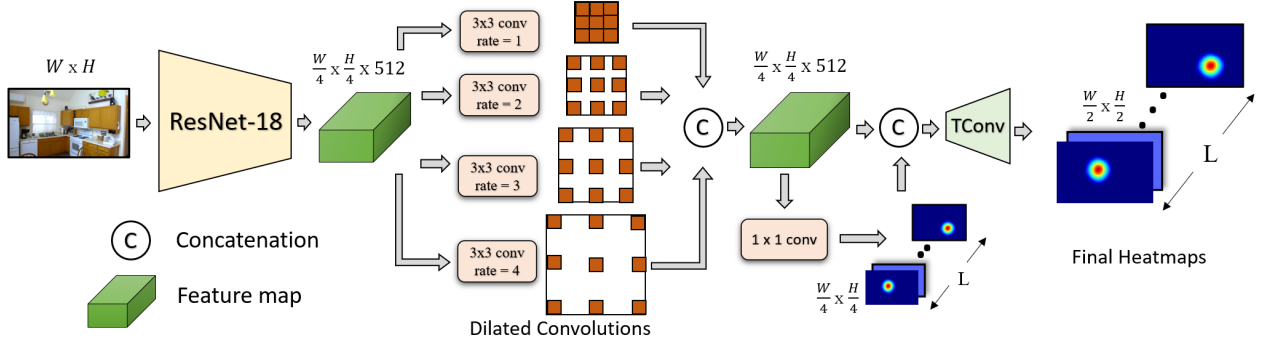 W x H
ResNet-18
W/4 x H/4 x 512
3x3 conv
rate = 1
3x3 conv
rate = 2
3x3 conv
rate = 3
3x3 conv
rate = 4
Dilated Convolutions
C
W/4 x H/4 x 512
1 x 1 conv
W/4 x H/4
L
C
TConv
W/2 x H/2
L
Final Heatmaps
C Concatenation
Feature map